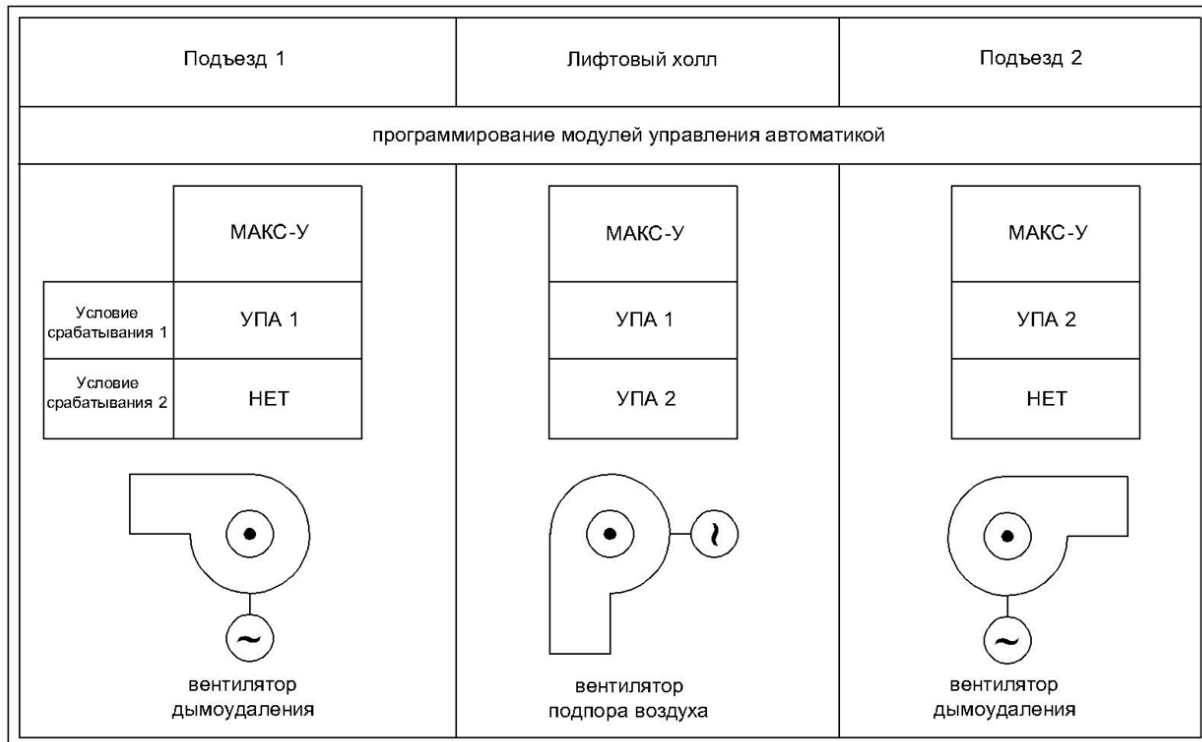 Подъезд 1
Лифтовый холл
Подъезд 2
программирование модулей управления автоматикой
МАКС-У
МАКС-У
МАКС-У
Условие
срабатывания 1
УПА 1
УПА 1
УПА 2
Условие
срабатывания 2
НЕТ
УПА 2
НЕТ
вентилятор
дымоудаления
вентилятор
подпора воздуха
вентилятор
дымоудаления